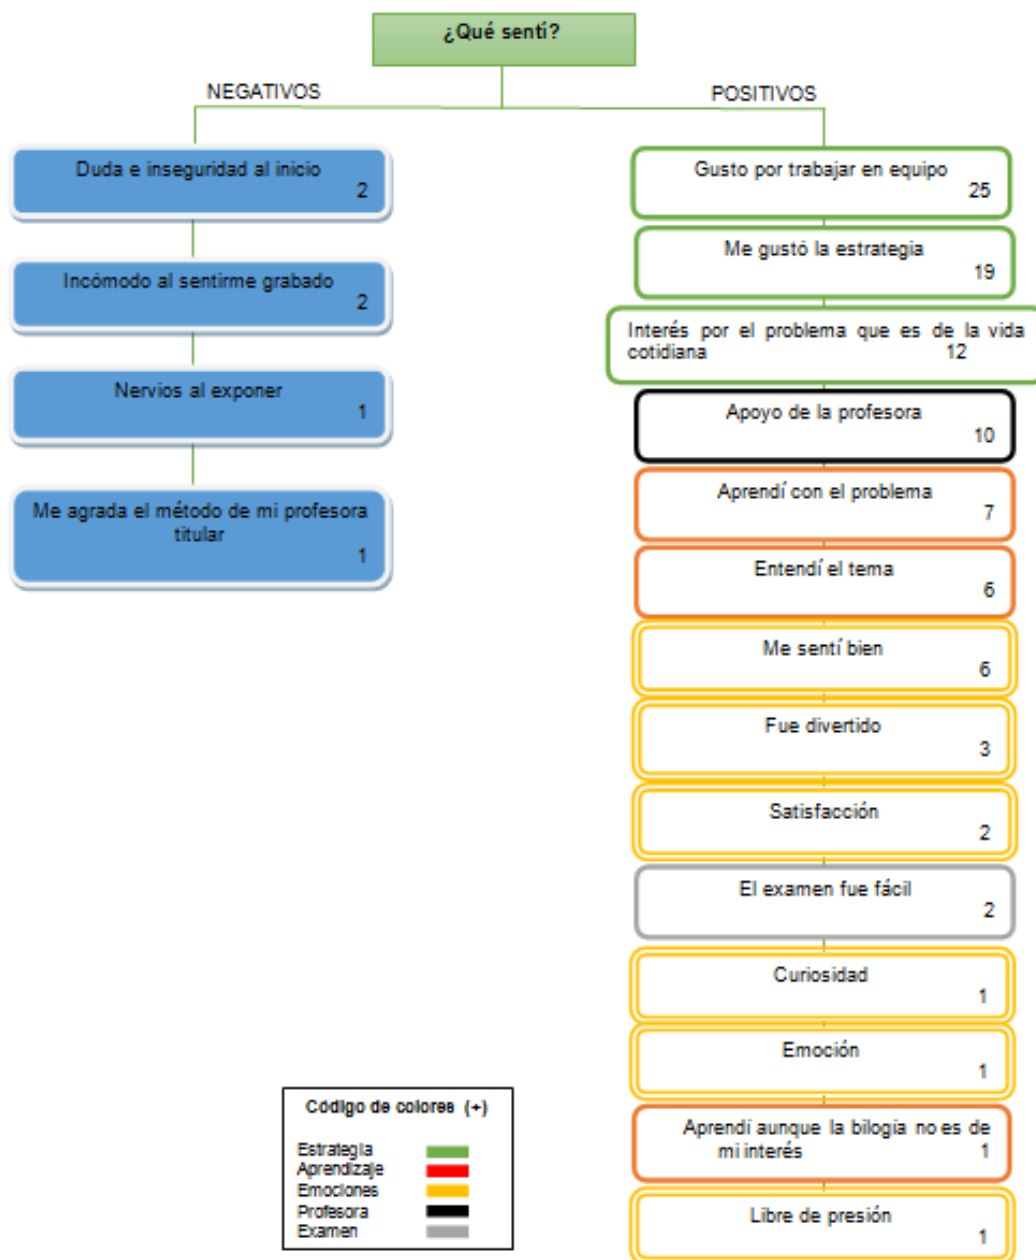 ¿Qué sentí?
NEGATIVOS
POSITIVOS
Duda e inseguridad al inicio
2
Incómodo al sentirme grabado
2
Nervios al exponer
1
Me agrada el método de mi profesora
titular
1
Gusto por trabajar en equipo
25
Me gustó la estrategia
19
Interés por el problema que es de la vida
cotidiana 12
Apoyo de la profesora
10
Aprendí con el problema
7
Entendí el tema
6
Me sentí bien
6
Fue divertido
3
Satisfacción
2
El examen fue fácil
2
Curiosidad
1
Emoción
1
Aprendí aunque la bilogía no es de
mi interés 1
Libre de presión
1
Código de colores (+)
Estrategia
Aprendizaje
Emociones
Profesora
Examen